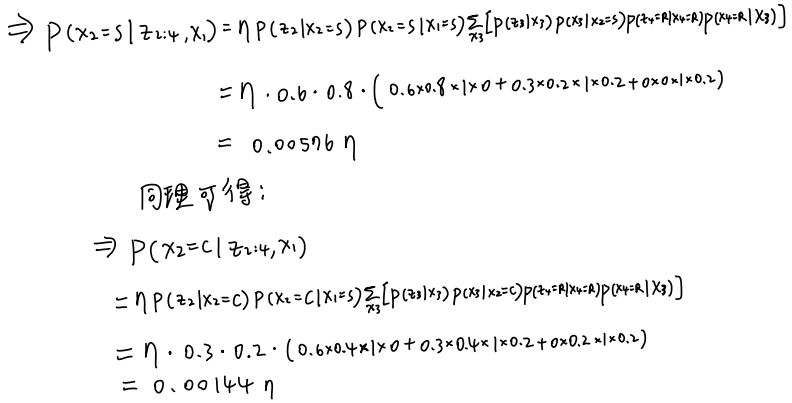 ⇒ P(x₂=S|z₂:₄,x₁) = η P(z₂|x₂=S) P(x₂=S|x₁=S) Σ_x₃ [P(z₃|x₃) P(x₃|x₂=S) P(z₄=R|x₄=R) P(x₄=R|x₃)]
= η · 0.6 · 0.8 · (0.6×0.8×1×0 + 0.3×0.2×1×0.2 + 0×0×1×0.2)
= 0.00576 η
同理可得:
⇒ P(x₂=C|z₂:₄,x₁)
= η P(z₂|x₂=C) P(x₂=C|x₁=S) Σ_x₃ [P(z₃|x₃) P(x₃|x₂=C) P(z₄=R|x₄=R) P(x₄=R|x₃)]
= η · 0.3 · 0.2 · (0.6×0.4×1×0 + 0.3×0.4×1×0.2 + 0×0.2×1×0.2)
= 0.00144 η